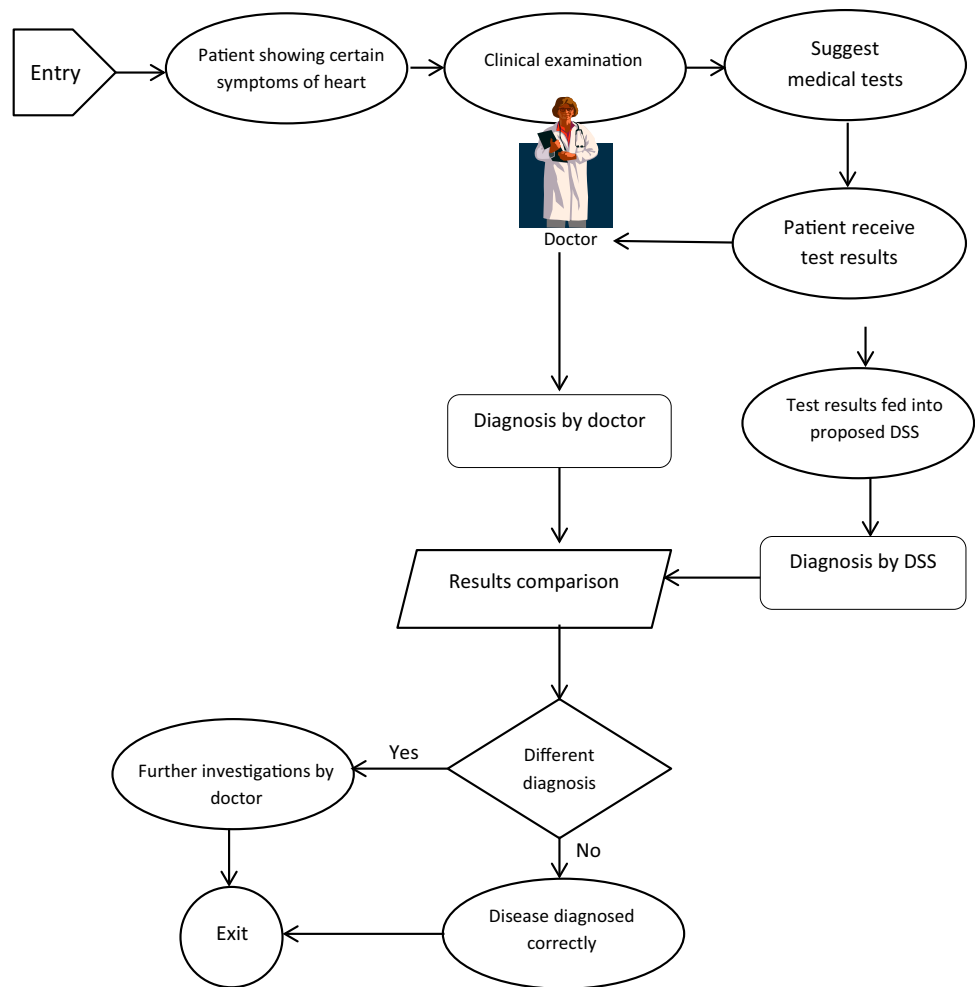 Entry
Patient showing certain
symptoms of heart
Clinical examination
Suggest
medical tests
Doctor
Patient receive
test results
Diagnosis by doctor
Test results fed into
proposed DSS
Results comparison
Diagnosis by DSS
Different
diagnosis
Yes
Further investigations by
doctor
No
Disease diagnosed
correctly
Exit